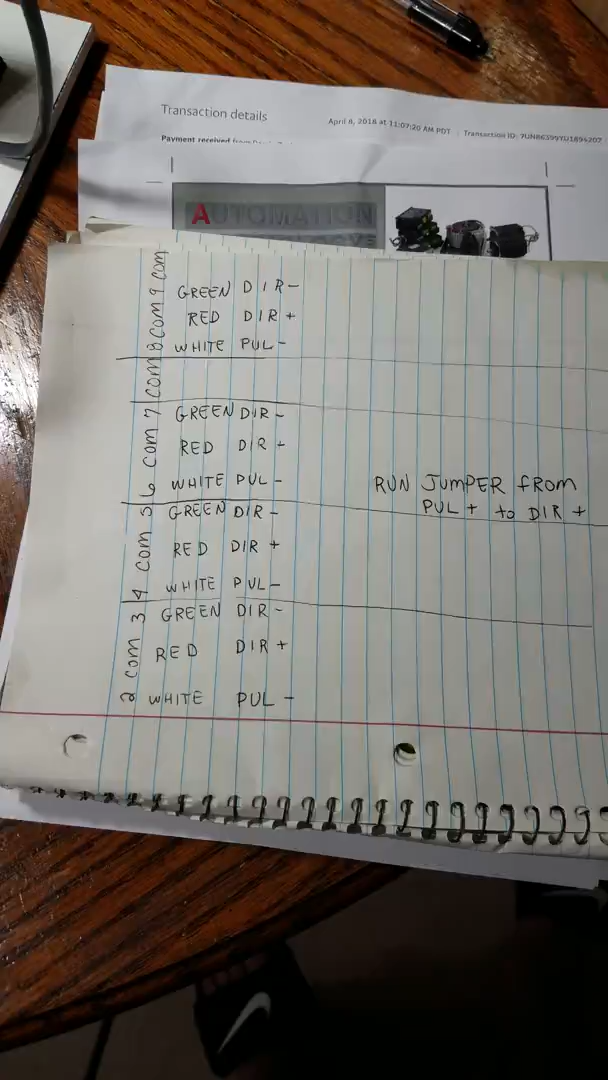 Transaction details
April 8, 2018 at 11:07:20 AM PDT | Transaction ID:
Payment received from
AUTOMATION
2 COM 3 4 COM 5 6 COM 7 COM 8 COM 9 COM
GREEN DIR-
RED DIR +
WHITE PUL-
GREEN DIR-
RED DIR +
WHITE PUL -
GREEN DIR-
RED DIR +
WHITE PUL-
GREEN DIR-
RED DIR +
WHITE PUL -
RUN JUMPER from
PUL + to DIR +